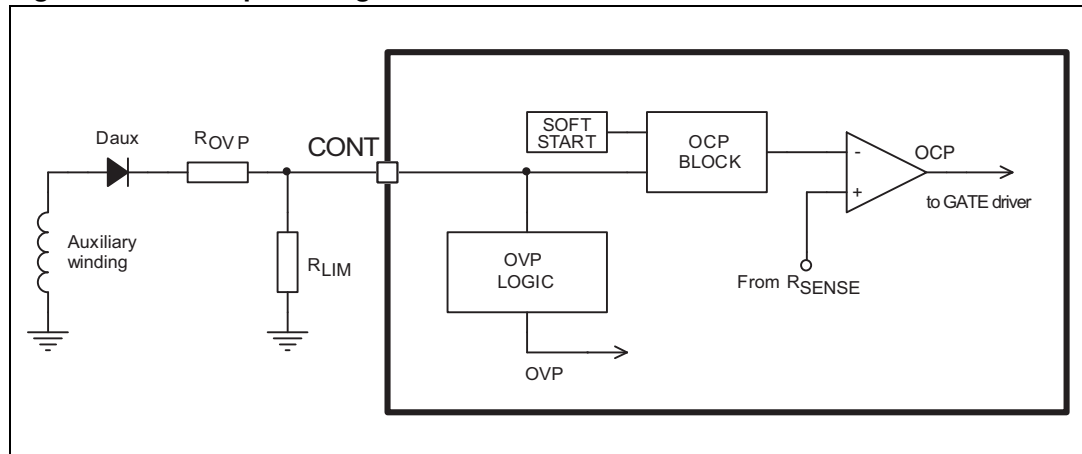 Daux
ROVP
CONT
SOFT
START
OCP
BLOCK
-
+
OCP
to GATE driver
Auxiliary
winding
RLIM
OVP
LOGIC
From RSENSE
OVP